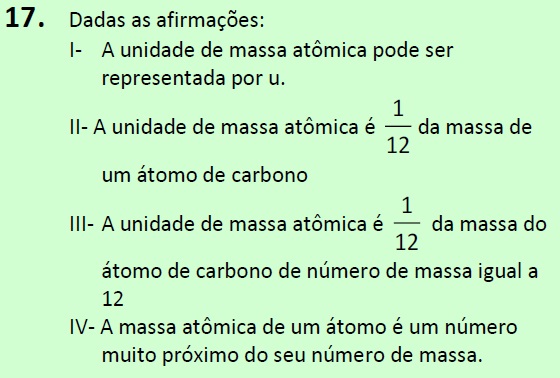 17. Dadas as afirmações:
I- A unidade de massa atômica pode ser
representada por u.
II- A unidade de massa atômica é 1/12 da massa de
um átomo de carbono
III- A unidade de massa atômica é 1/12 da massa do
átomo de carbono de número de massa igual a
12
IV- A massa atômica de um átomo é um número
muito próximo do seu número de massa.